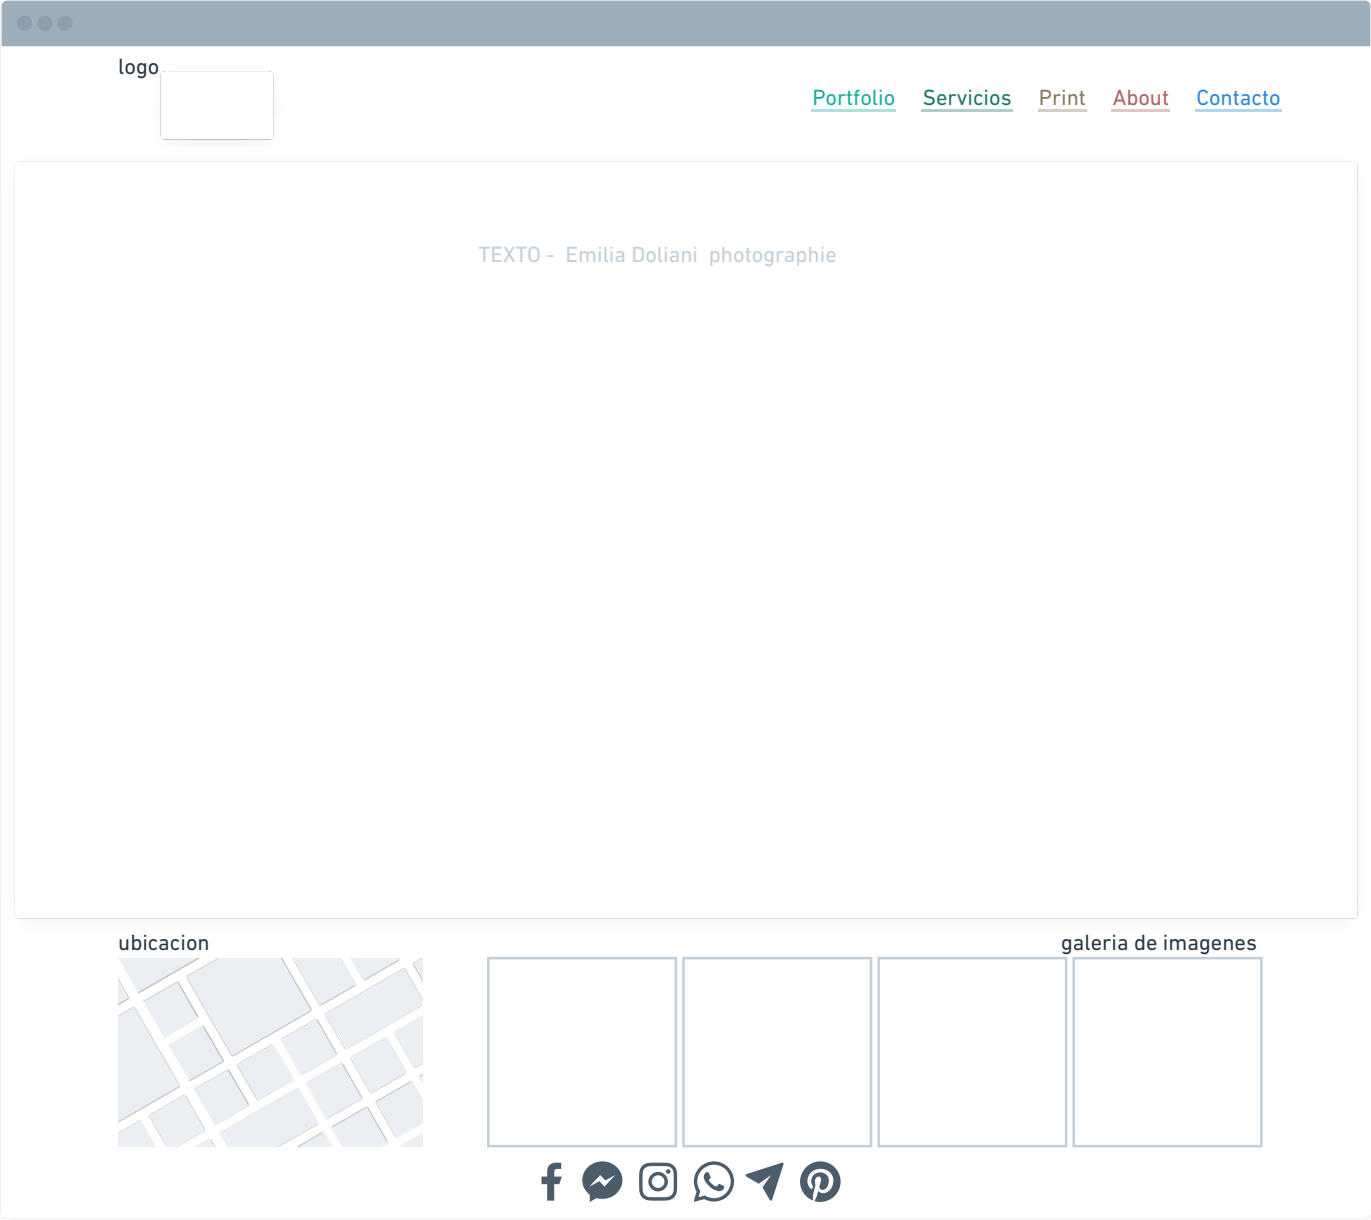 logo
Portfolio Servicios Print About Contacto
TEXTO - Emilia Doliani photographie
ubicacion
galeria de imagenes